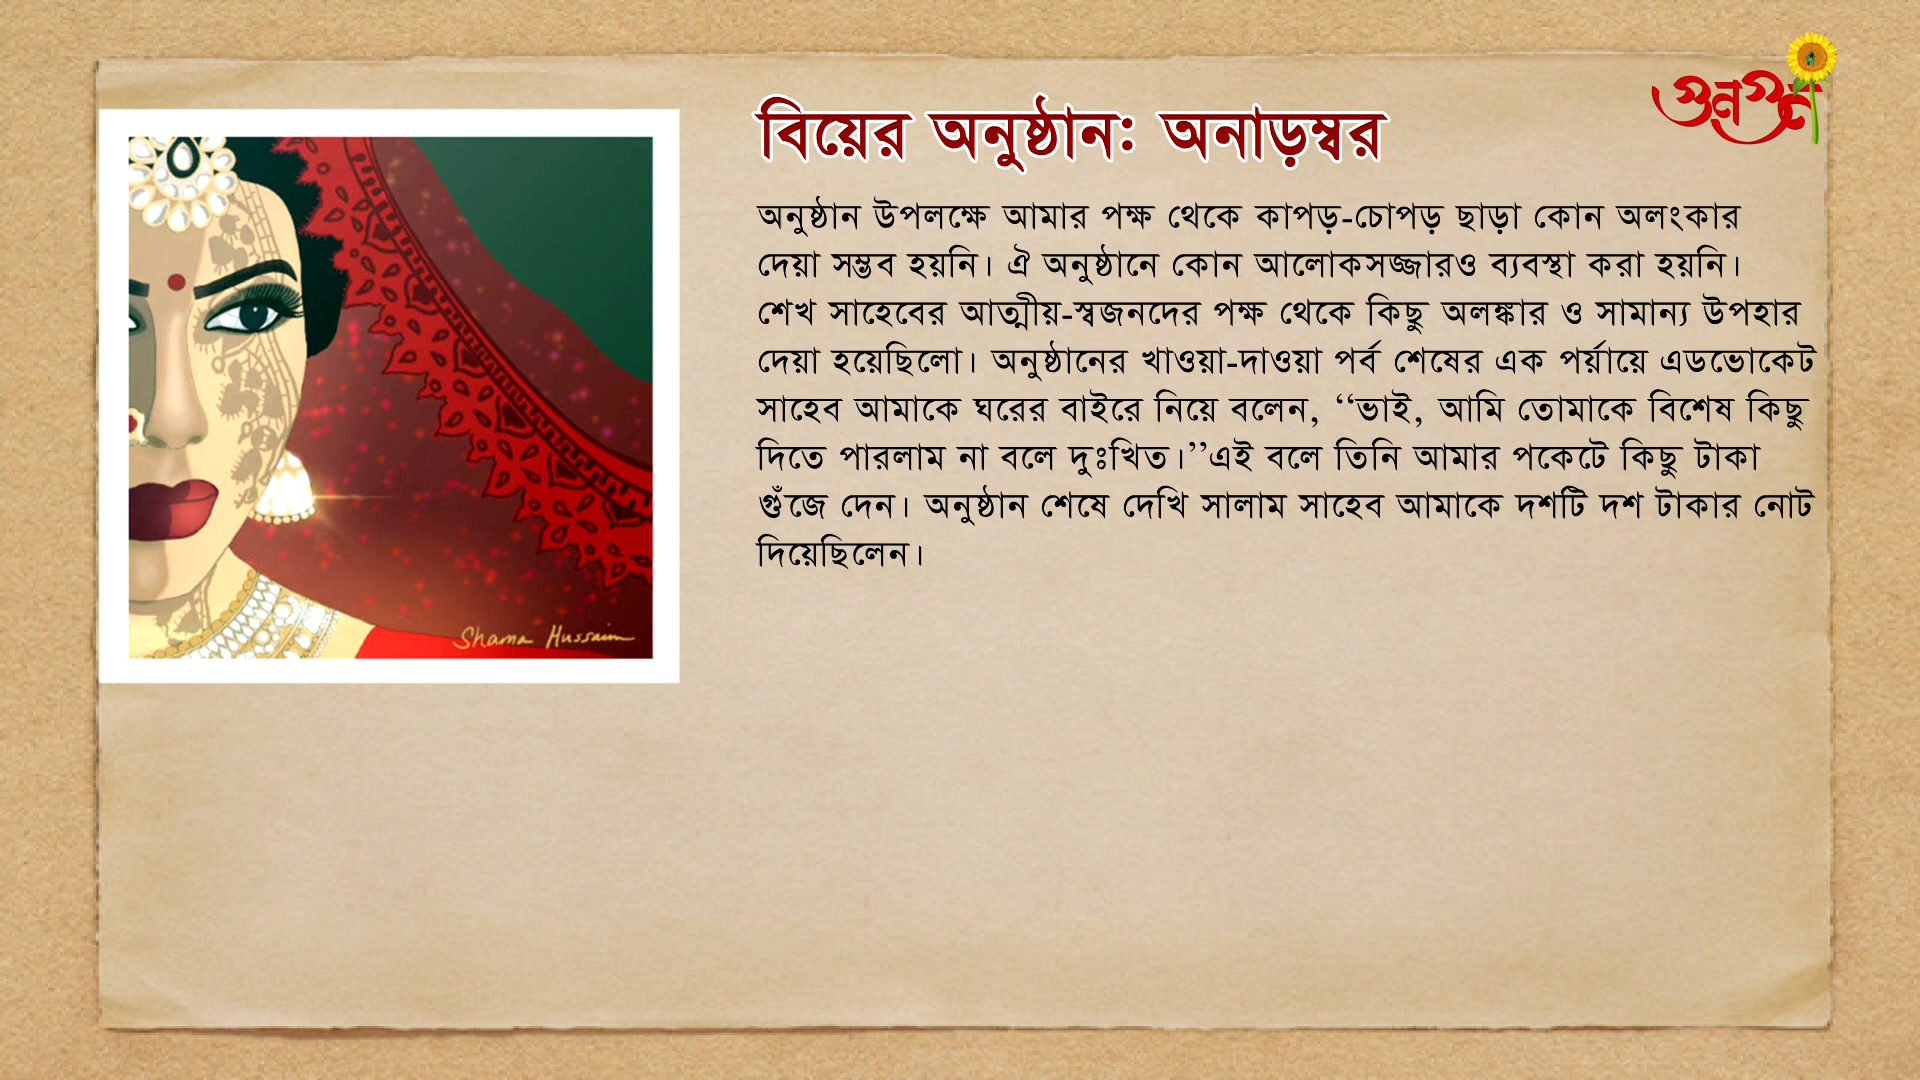 গুনগুন
বিয়ের অনুষ্ঠানঃ অনাড়ম্বর
অনুষ্ঠান উপলক্ষে আমার পক্ষ থেকে কাপড়-চোপড় ছাড়া কোন অলংকার
দেয়া সম্ভব হয়নি। ঐ অনুষ্ঠানে কোন আলোকসজ্জারও ব্যবস্থা করা হয়নি।
শেখ সাহেবের আত্মীয়-স্বজনদের পক্ষ থেকে কিছু অলঙ্কার ও সামান্য উপহার
দেয়া হয়েছিলো। অনুষ্ঠানের খাওয়া-দাওয়া পর্ব শেষের এক পর্য়ায়ে এডভোকেট
সাহেব আমাকে ঘরের বাইরে নিয়ে বলেন, ‘‘ভাই, আমি তোমাকে বিশেষ কিছু
দিতে পারলাম না বলে দুঃখিত।’’এই বলে তিনি আমার পকেটে কিছু টাকা
গুঁজে দেন। অনুষ্ঠান শেষে দেখি সালাম সাহেব আমাকে দশটি দশ টাকার নোট
দিয়েছিলেন।
Shama Hussain